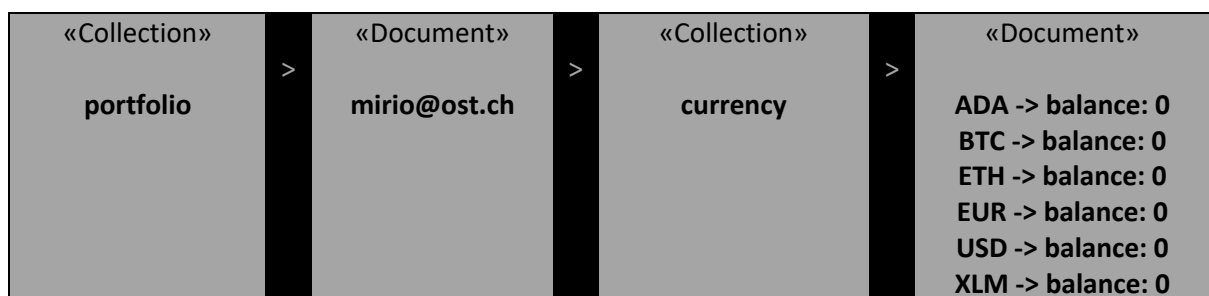 «Collection»
portfolio
>
«Document»
mirio@ost.ch
>
«Collection»
currency
>
«Document»
ADA -> balance: 0
BTC -> balance: 0
ETH -> balance: 0
EUR -> balance: 0
USD -> balance: 0
XLM -> balance: 0